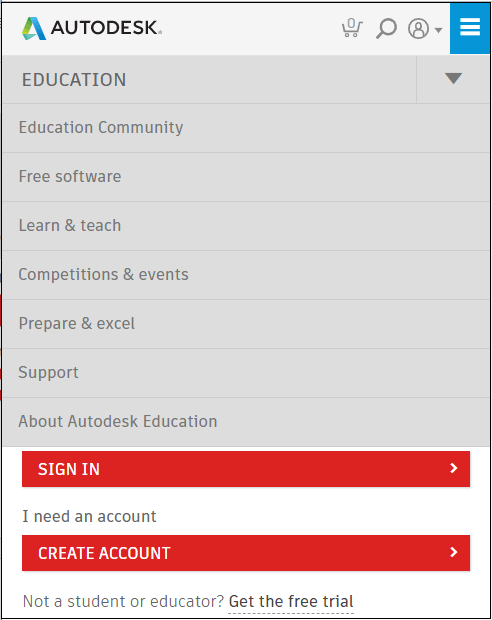 AUTODESK. 0
EDUCATION
Education Community
Free software
Learn & teach
Competitions & events
Prepare & excel
Support
About Autodesk Education
SIGN IN
I need an account
CREATE ACCOUNT
Not a student or educator? Get the free trial